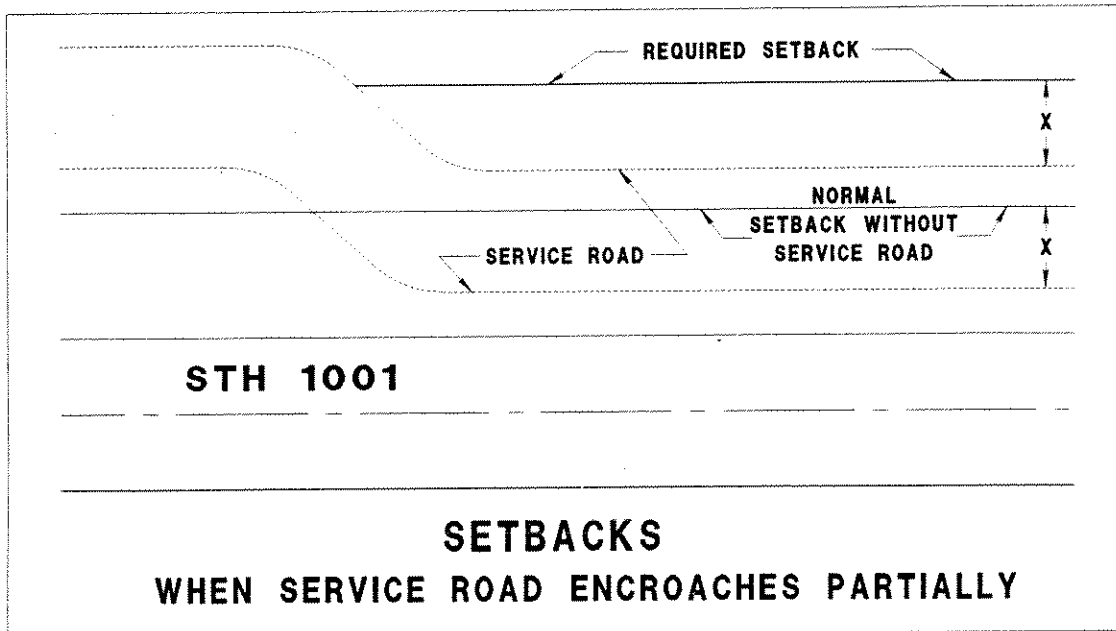 REQUIRED SETBACK
X
NORMAL
SETBACK WITHOUT
SERVICE ROAD
SERVICE ROAD
X
STH 1001
SETBACKS
WHEN SERVICE ROAD ENCROACHES PARTIALLY